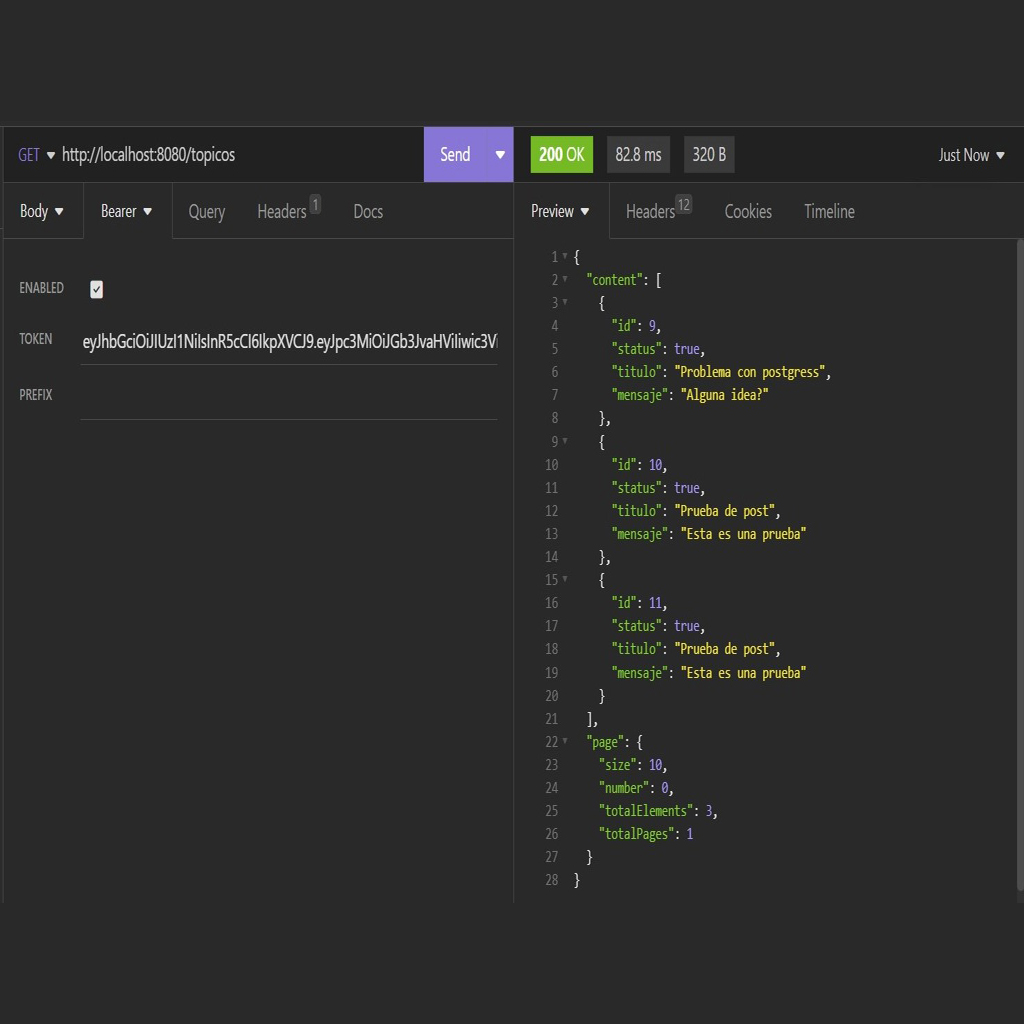 GET http://localhost:8080/topicos
Send
200 OK 82.8 ms 320 B
Just Now
Body Bearer Query Headers 1 Docs
Preview Headers 12 Cookies Timeline
ENABLED
TOKEN eyJhbGciOiJIUzI1NiIsInR5cCI6IkpXVCJ9.eyJpc3MiOiJGb3JvaHViIiwic3Vi
PREFIX
1 {
2 "content": [
3 {
4 "id": 9,
5 "status": true,
6 "titulo": "Problema con postgress",
7 "mensaje": "Alguna idea?"
8 },
9 {
10 "id": 10,
11 "status": true,
12 "titulo": "Prueba de post",
13 "mensaje": "Esta es una prueba"
14 },
15 {
16 "id": 11,
17 "status": true,
18 "titulo": "Prueba de post",
19 "mensaje": "Esta es una prueba"
20 }
21 ],
22 "page": {
23 "size": 10,
24 "number": 0,
25 "totalElements": 3,
26 "totalPages": 1
27 }
28 }